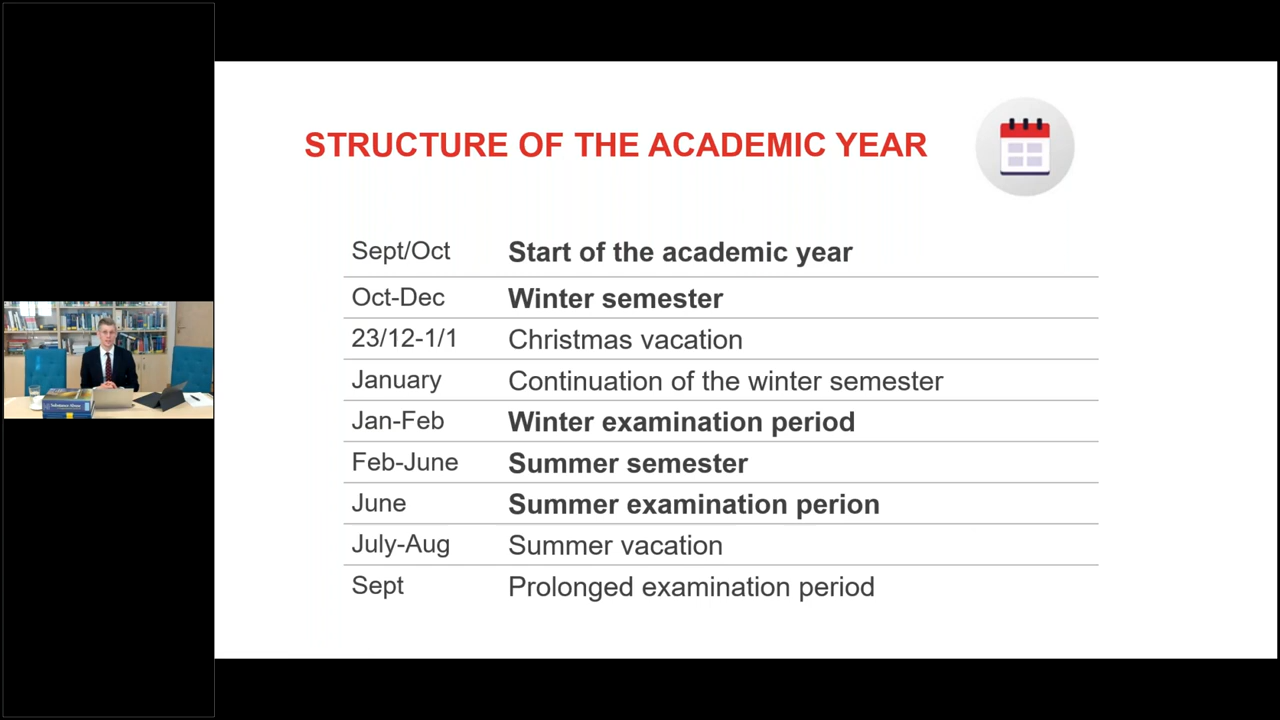 STRUCTURE OF THE ACADEMIC YEAR
Sept/Oct Start of the academic year
Oct-Dec Winter semester
23/12-1/1 Christmas vacation
January Continuation of the winter semester
Jan-Feb Winter examination period
Feb-June Summer semester
June Summer examination perion
July-Aug Summer vacation
Sept Prolonged examination period
Substance Abuse